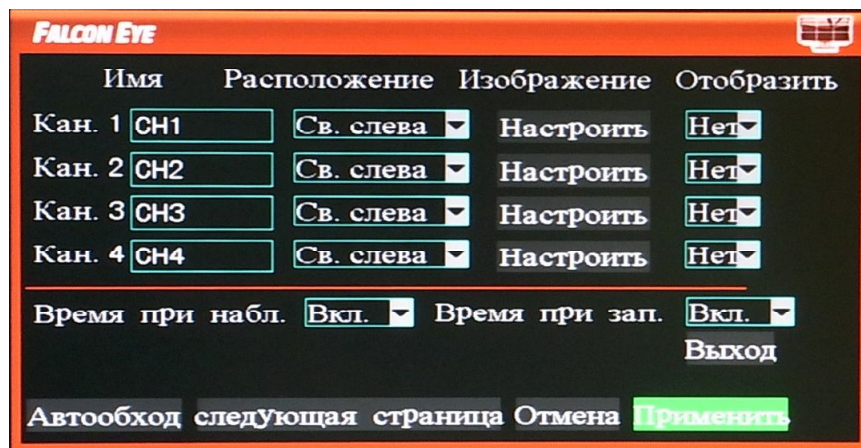 FALCON EYE
Имя Расположение Изображение Отобразить
Кан. 1 CH1 Св. слева Настроить Нет
Кан. 2 CH2 Св. слева Настроить Нет
Кан. 3 CH3 Св. слева Настроить Нет
Кан. 4 CH4 Св. слева Настроить Нет
Время при набл. Вкл. Время при зап. Вкл.
Выход
Автообход следующая страница Отмена Применить